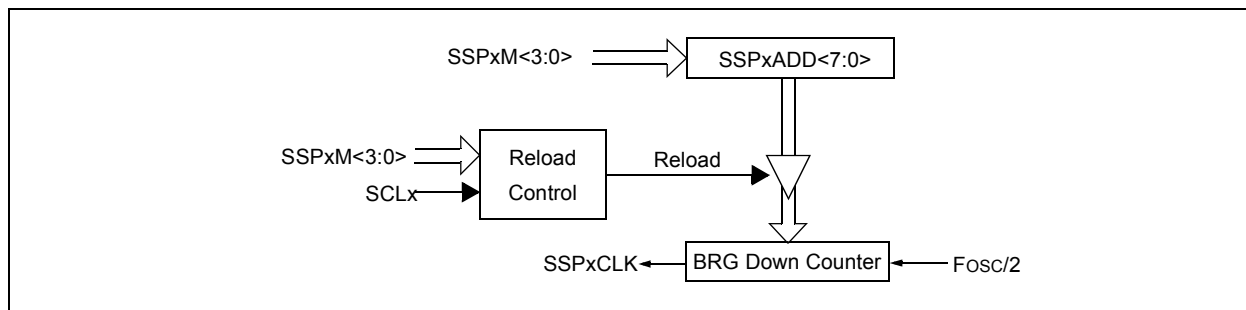 SSPxM<3:0>
SSPxADD<7:0>
SSPxM<3:0>
SCLx
Reload
Control
Reload
SSPxCLK
BRG Down Counter
FOSC/2